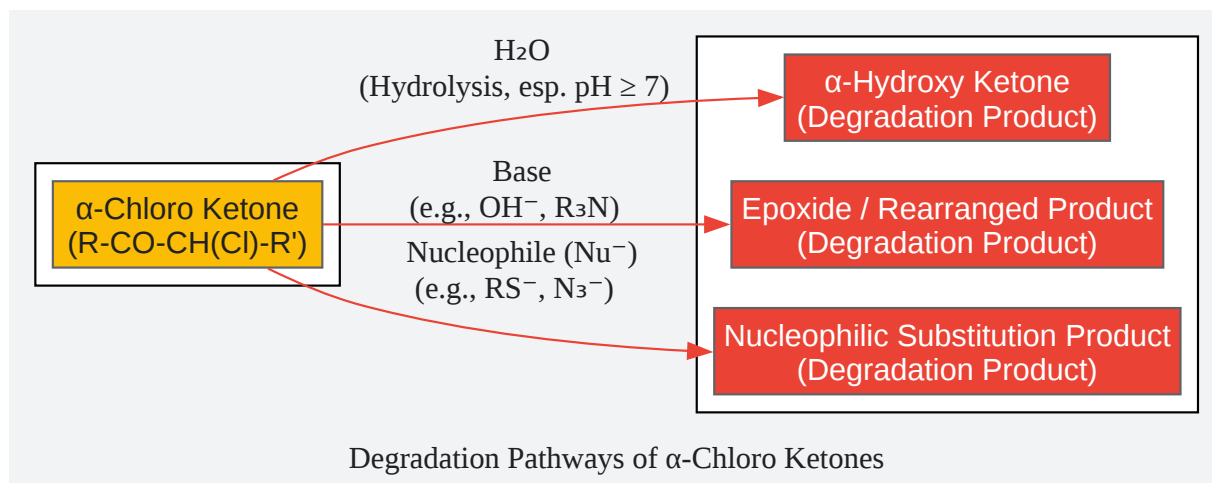 H₂O
(Hydrolysis, esp. pH ≥ 7)
α-Hydroxy Ketone
(Degradation Product)
α-Chloro Ketone
(R-CO-CH(Cl)-R')
Base
(e.g., OH⁻, R₃N)
Epoxide / Rearranged Product
(Degradation Product)
Nucleophile (Nu⁻)
(e.g., RS⁻, N₃⁻)
Nucleophilic Substitution Product
(Degradation Product)
Degradation Pathways of α-Chloro Ketones